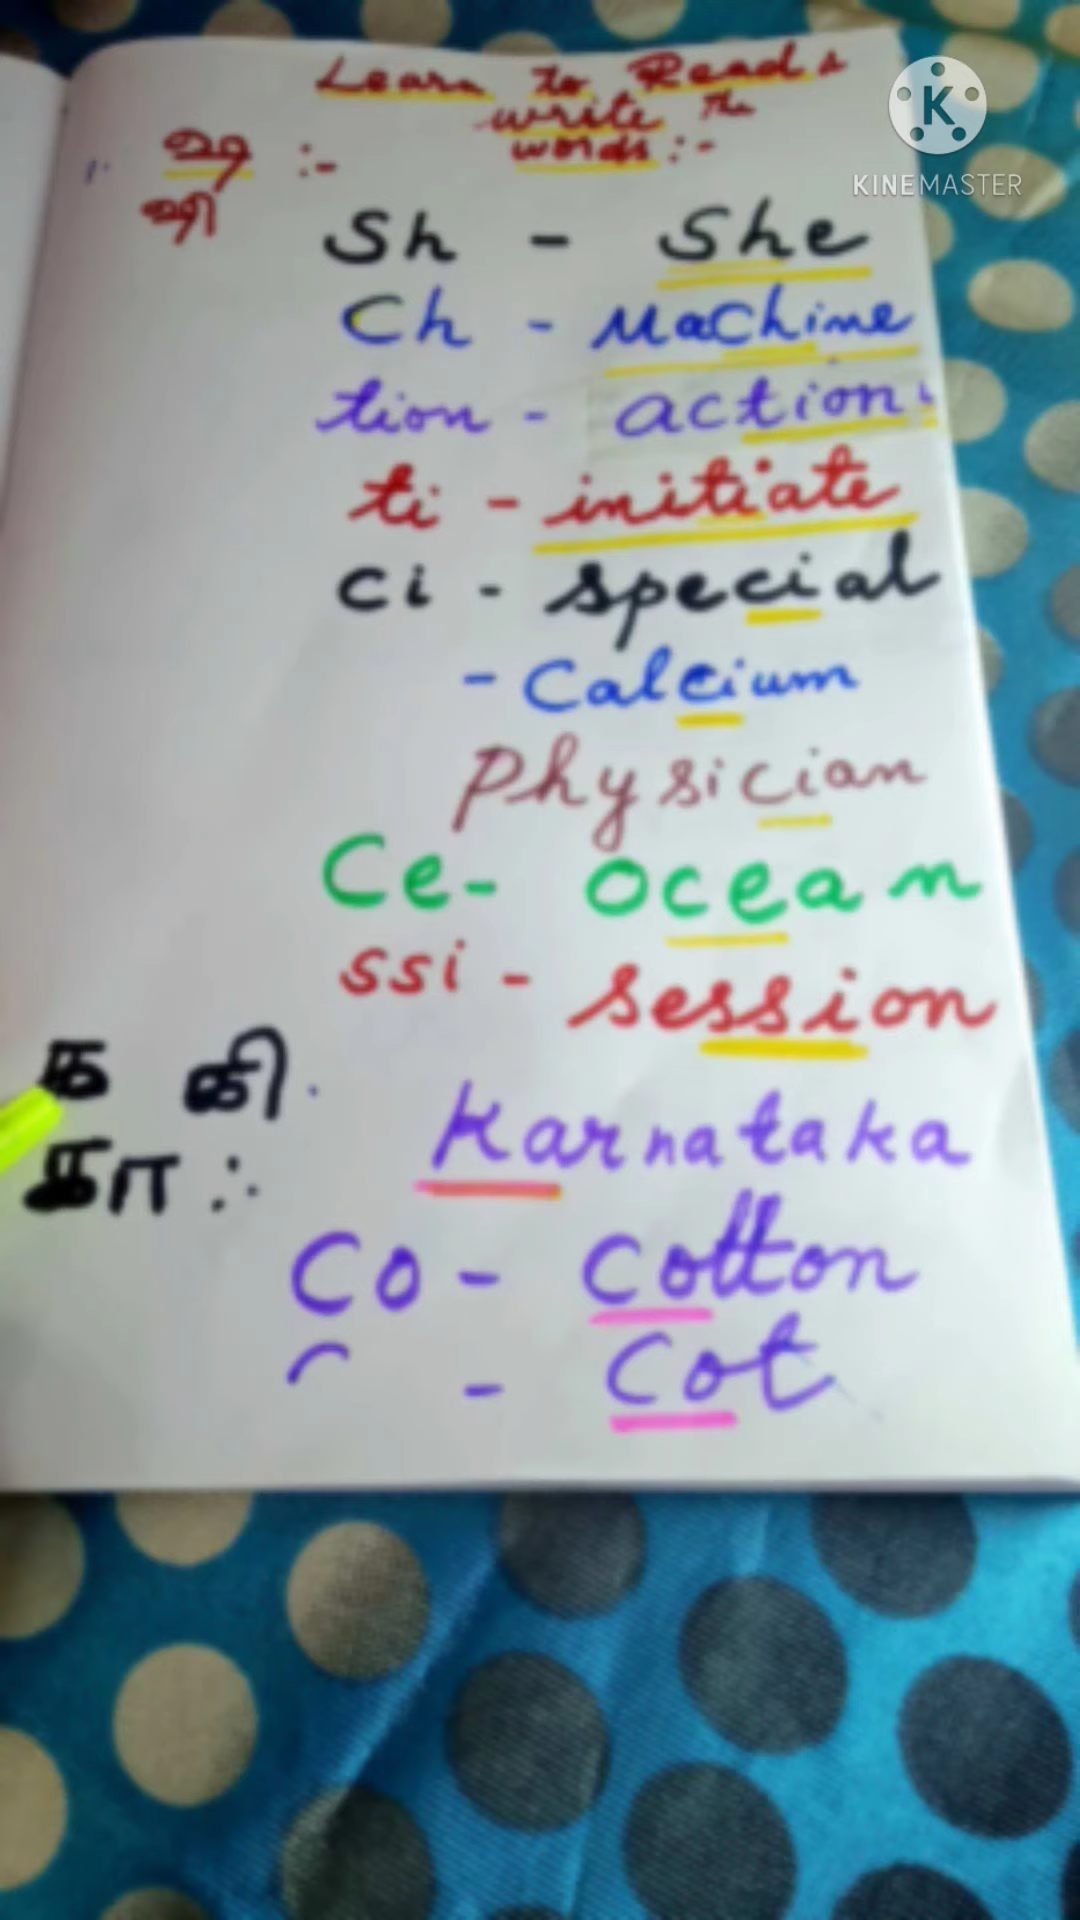 Learn to Read &
write The
words:-
1. ஷ :-
ஷி
Sh - She
Ch - Machine
tion - action
ti - initiate
ci - special
- Calcium
physician
Ce - ocean
ssi - session
க கி
கா :-
Karnataka
CO - Cotton
- Cot
KINEMASTER